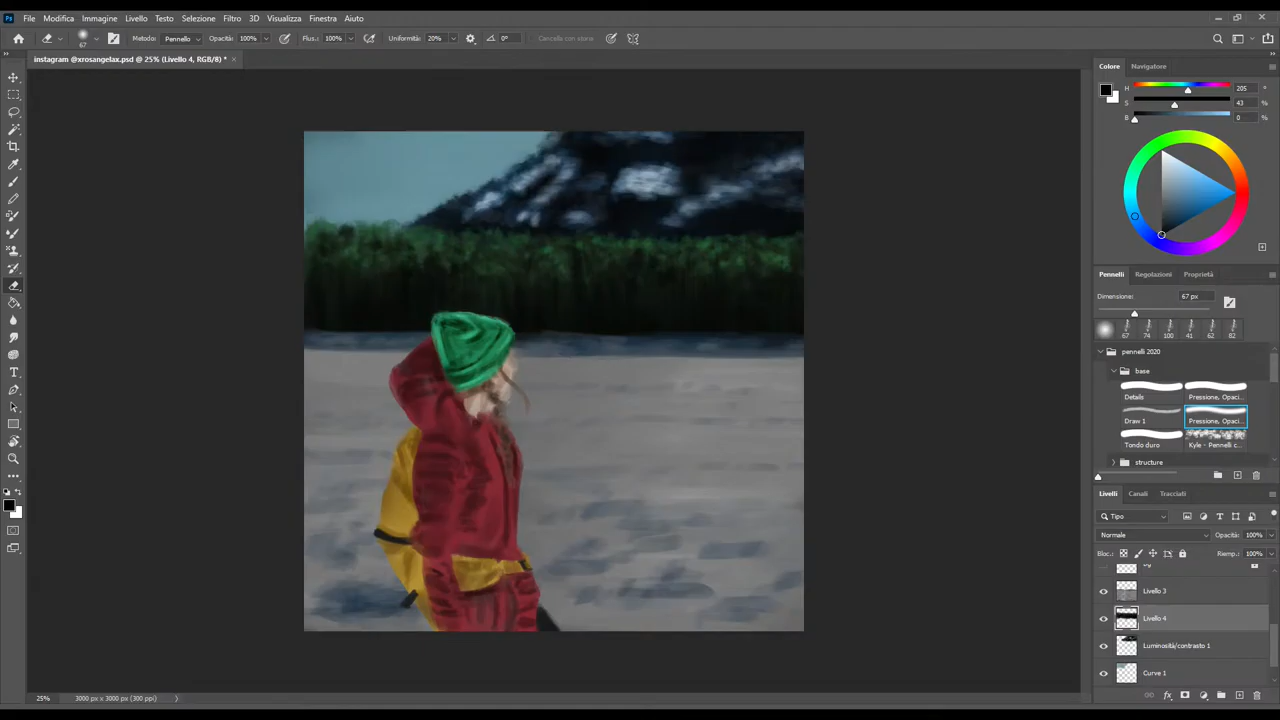 File Modifica Immagine Livello Testo Selezione Filtro 3D Visualizza Finestra Aiuto
67 Metodo: Pennello Opacità: 100% Flus.: 100% Uniformità: 20% 0° Cancella con storia
instagram @xrosangelax.psd @ 25% (Livello 4, RGB/8) * ×
Colore Navigatore
H 205 °
S 43 %
B 0 %
Pennelli Regolazioni Proprietà
Dimensione: 67 px
67 74 100 41 62 82
pennelli 2020
base
Details Pressione, Opaci...
Draw 1 Pressione, Opaci...
Tondo duro Kyle - Pennelli c...
structure
Livelli Canali Tracciati
Tipo
Normale Opacità: 100%
Bloc.: Riemp.: 100%
Livello 3
Livello 4
Luminosità/contrasto 1
Curve 1
25% 3000 px x 3000 px (300 ppi)